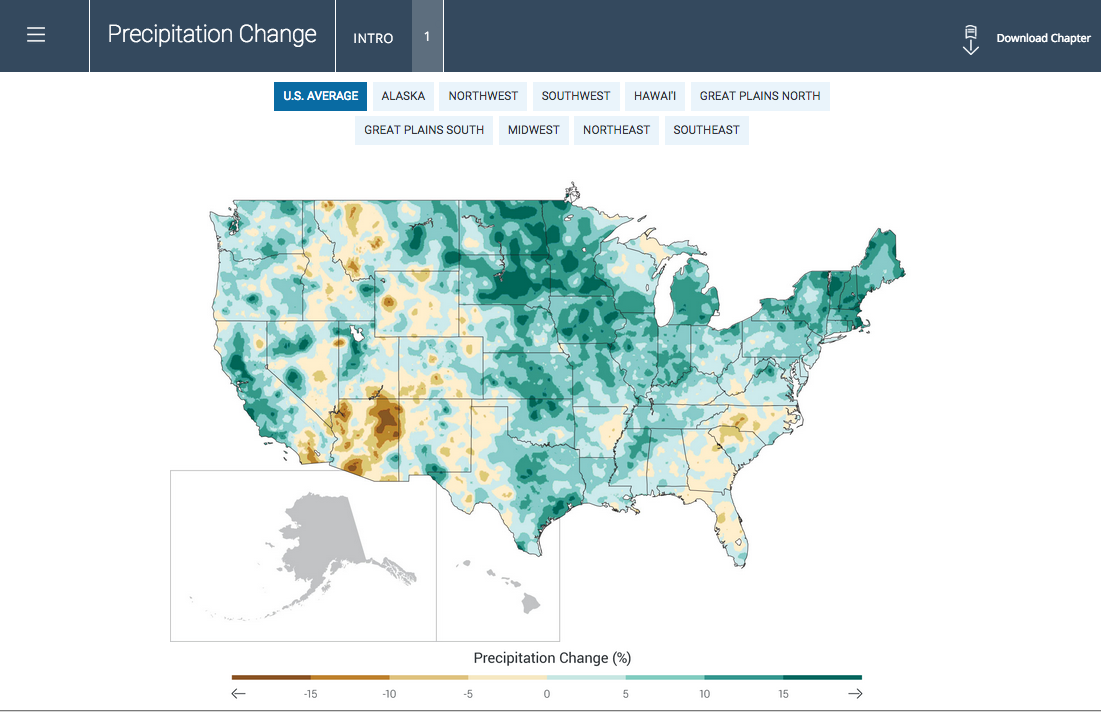 Precipitation Change
INTRO
1
Download Chapter
U.S. AVERAGE
ALASKA
NORTHWEST
SOUTHWEST
HAWAI'I
GREAT PLAINS NORTH
GREAT PLAINS SOUTH
MIDWEST
NORTHEAST
SOUTHEAST
Precipitation Change (%)
-15
-10
-5
0
5
10
15